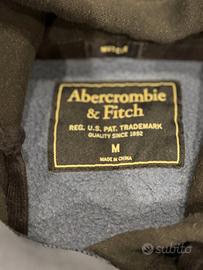 Abercrombie
& Fitch
REG. U.S. PAT. TRADEMARK
QUALITY SINCE 1892
M
MADE IN CHINA
subito